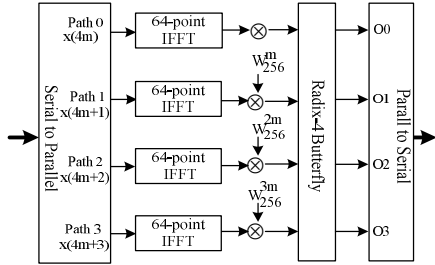 Serial to Parallel
Path 0
x(4m)
64-point
IFFT
Path 1
x(4m+1)
64-point
IFFT
W^m_256
Path 2
x(4m+2)
64-point
IFFT
W^2m_256
Path 3
x(4m+3)
64-point
IFFT
W^3m_256
Radix-4 Butterfly
O0
O1
O2
O3
Parall to Serial